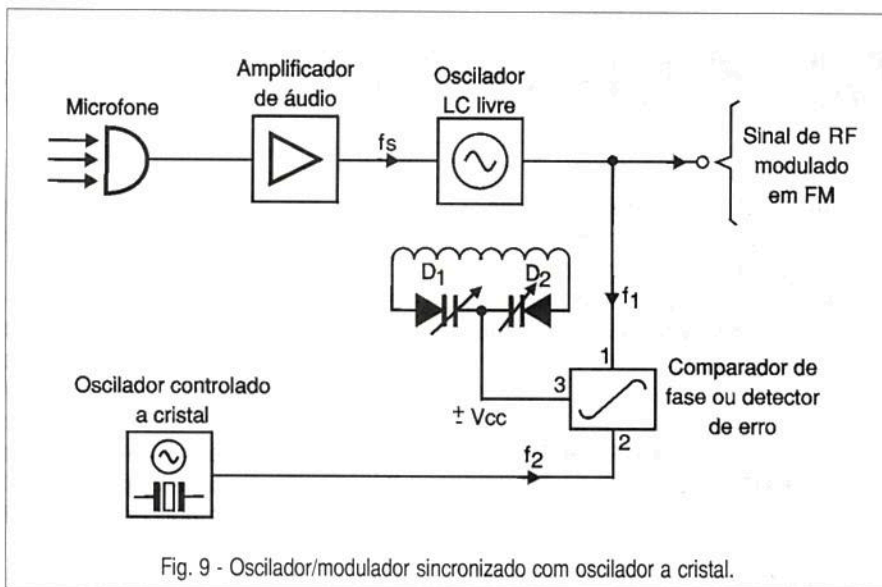 Microfone
Amplificador
de áudio
fs
Oscilador
LC livre
Sinal de RF
modulado
em FM
D1
D2
f1
1
3
2
± Vcc
Comparador de
fase ou detector
de erro
Oscilador controlado
a cristal
f2
Fig. 9 - Oscilador/modulador sincronizado com oscilador a cristal.